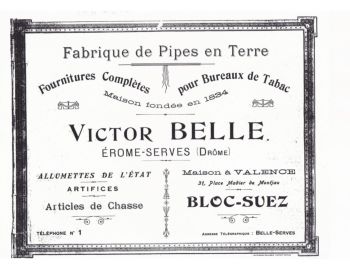 Fabrique de Pipes en Terre
Fournitures Complètes pour Bureaux de Tabac
Maison fondée en 1834
VICTOR BELLE.
ÉROME-SERVES (DRÔME)
ALLUMETTES DE L'ÉTAT
ARTIFICES
Articles de Chasse
TÉLÉPHONE N° 1
Maison à VALENCE
31, Place Madier de Montjau
BLOC-SUEZ
ADRESSE TÉLÉGRAPHIQUE : BELLE-SERVES